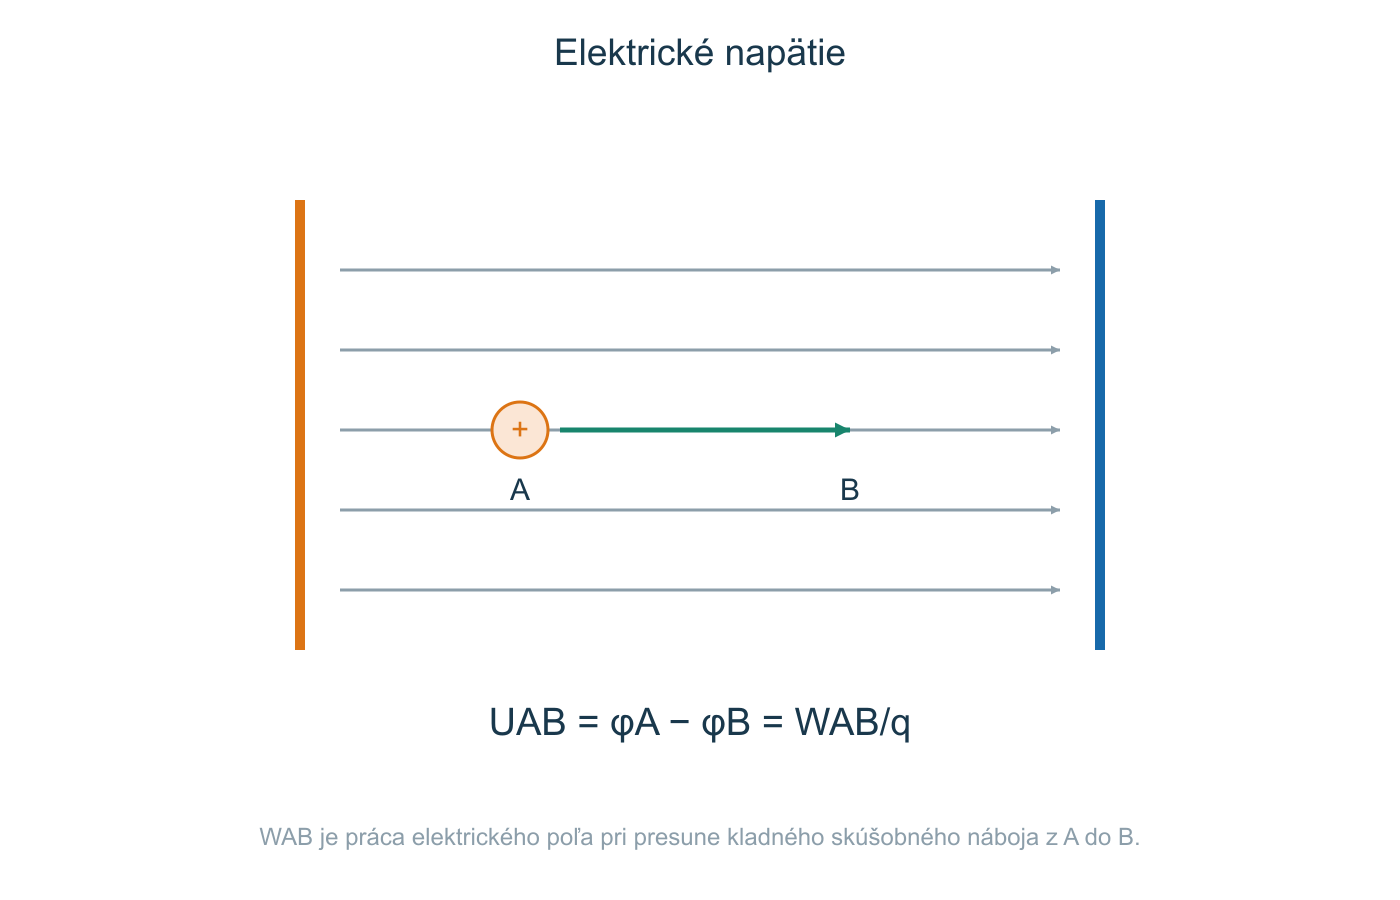 Elektrické napätie
+
A
B
UAB = φA − φB = WAB/q
WAB je práca elektrického poľa pri presune kladného skúšobného náboja z A do B.